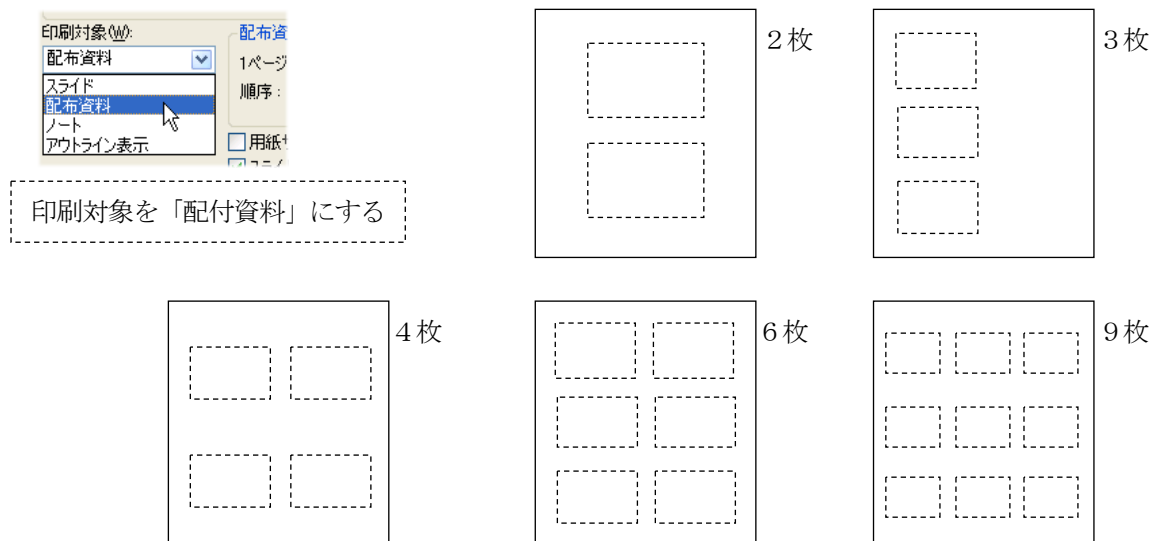 印刷対象(W):
配布資料
スライド
配布資料
ノート
アウトライン表示
配布資
1ページ
順序:
用紙サ
印刷対象を「配付資料」にする
2枚
3枚
4枚
6枚
9枚